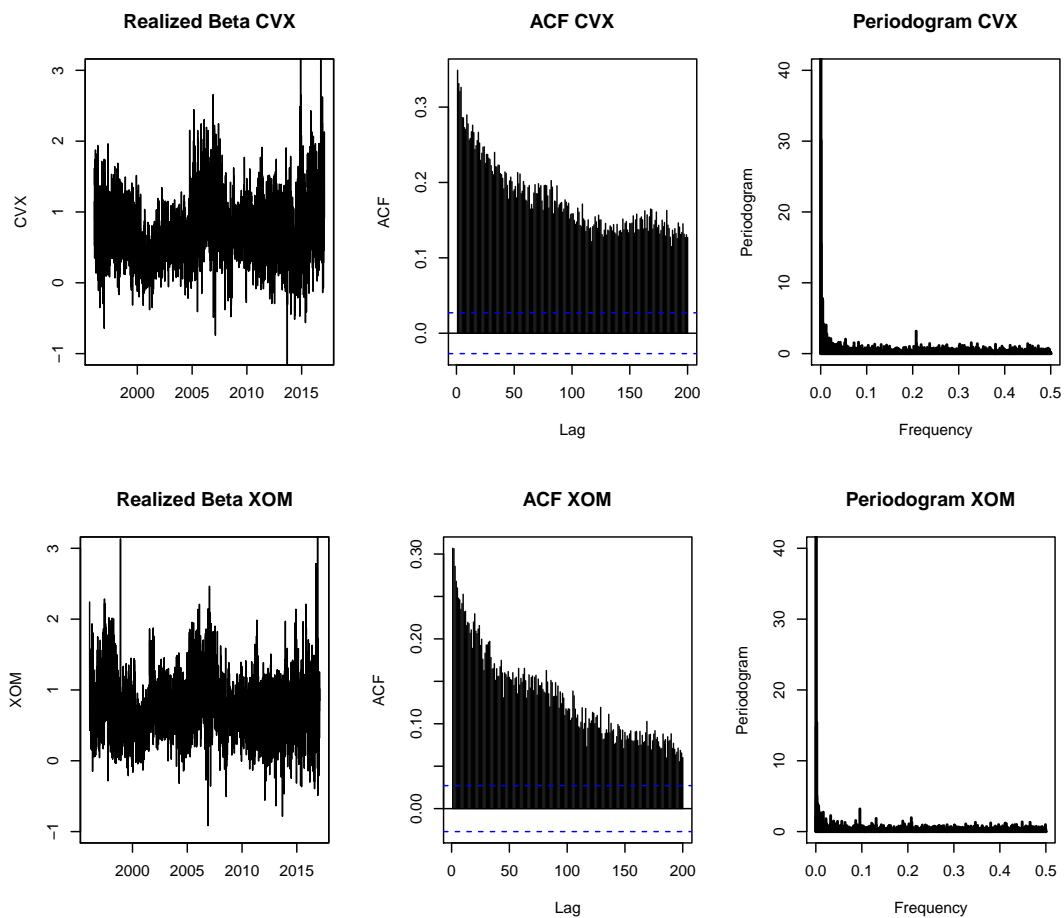 Realized Beta CVX
ACF CVX
Periodogram CVX
CVX
3
2
1
0
−1
2000 2005 2010 2015
ACF
0.3
0.2
0.1
0.0
0 50 100 150 200
Lag
Periodogram
40
30
20
10
0
0.0 0.1 0.2 0.3 0.4 0.5
Frequency
Realized Beta XOM
ACF XOM
Periodogram XOM
XOM
3
2
1
0
−1
2000 2005 2010 2015
ACF
0.30
0.20
0.10
0.00
0 50 100 150 200
Lag
Periodogram
40
30
20
10
0
0.0 0.1 0.2 0.3 0.4 0.5
Frequency